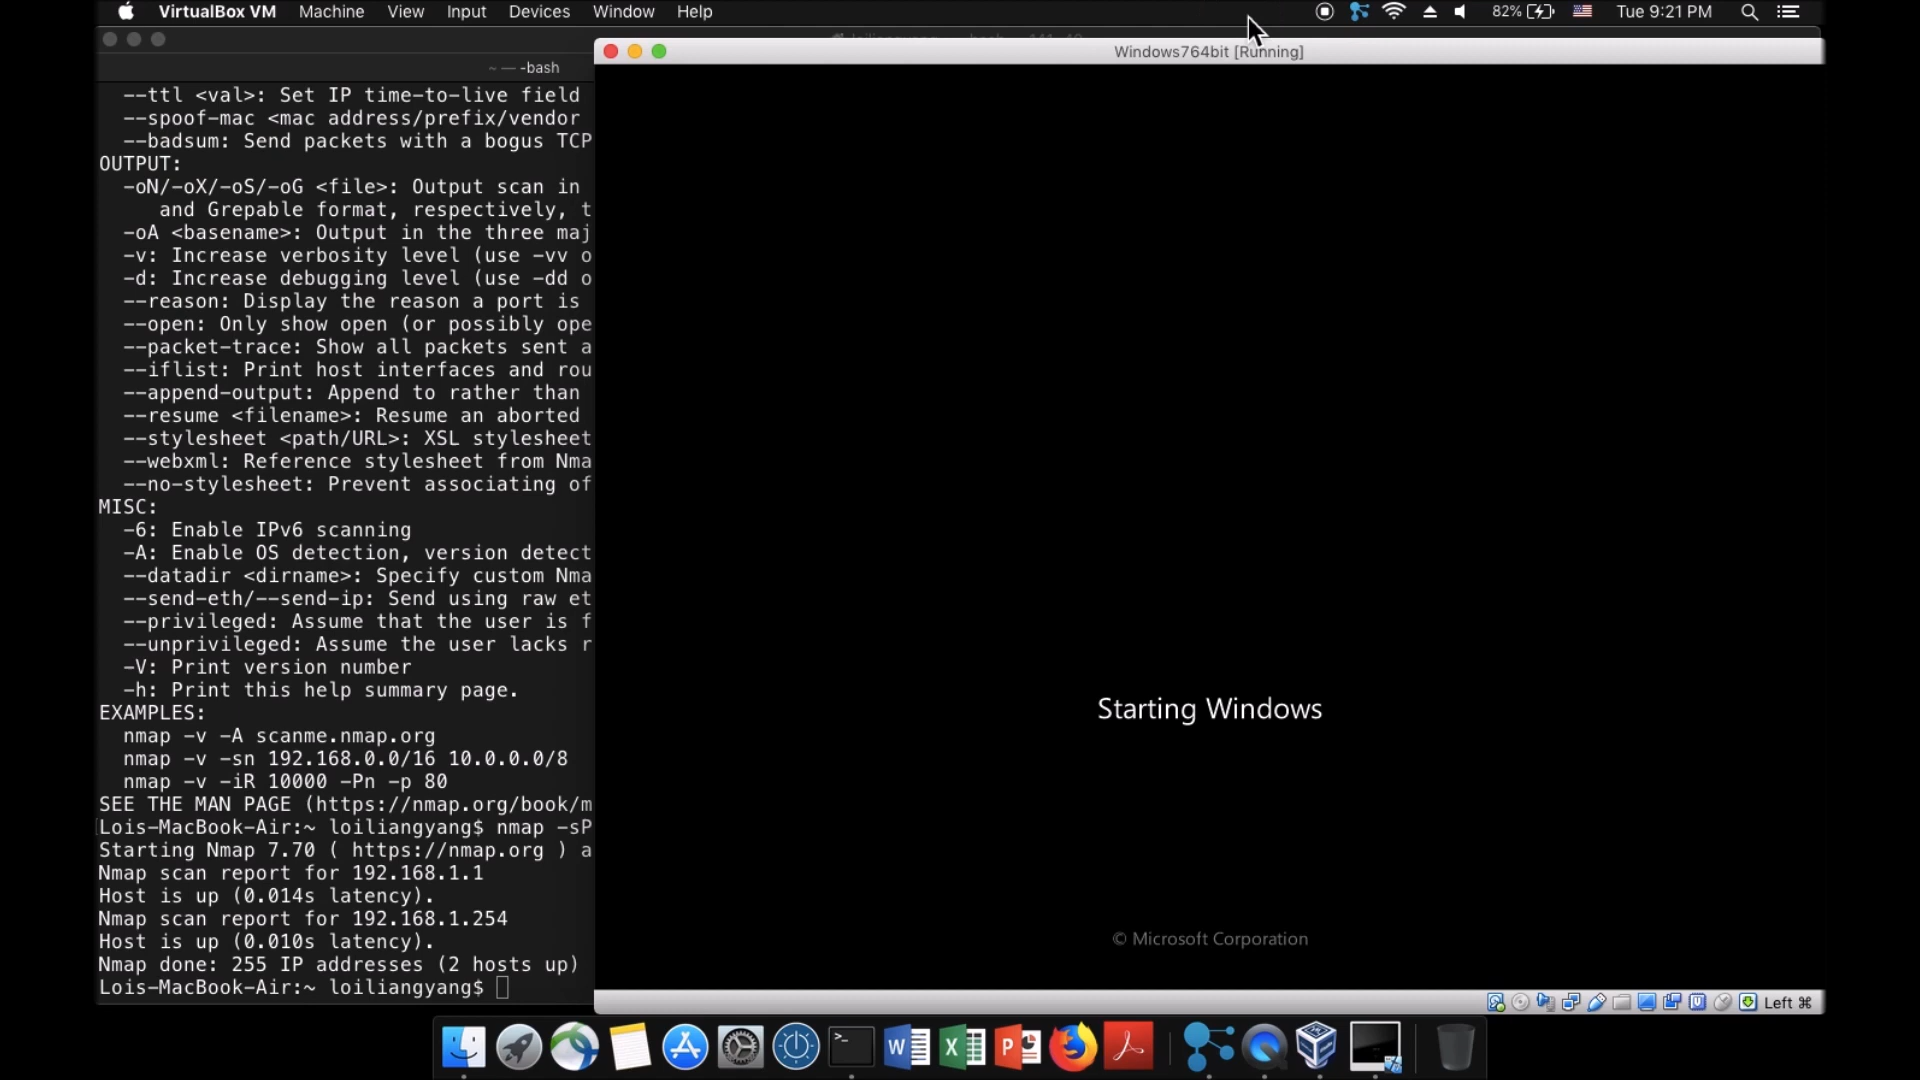 VirtualBox VM Machine View Input Devices Window Help 82% Tue 9:21 PM
~ — -bash
--ttl <val>: Set IP time-to-live field
--spoof-mac <mac address/prefix/vendor
--badsum: Send packets with a bogus TCP
OUTPUT:
-oN/-oX/-oS/-oG <file>: Output scan in
and Grepable format, respectively, t
-oA <basename>: Output in the three maj
-v: Increase verbosity level (use -vv o
-d: Increase debugging level (use -dd o
--reason: Display the reason a port is
--open: Only show open (or possibly ope
--packet-trace: Show all packets sent a
--iflist: Print host interfaces and rou
--append-output: Append to rather than
--resume <filename>: Resume an aborted
--stylesheet <path/URL>: XSL stylesheet
--webxml: Reference stylesheet from Nma
--no-stylesheet: Prevent associating of
MISC:
-6: Enable IPv6 scanning
-A: Enable OS detection, version detect
--datadir <dirname>: Specify custom Nma
--send-eth/--send-ip: Send using raw et
--privileged: Assume that the user is f
--unprivileged: Assume the user lacks r
-V: Print version number
-h: Print this help summary page.
EXAMPLES:
nmap -v -A scanme.nmap.org
nmap -v -sn 192.168.0.0/16 10.0.0.0/8
nmap -v -iR 10000 -Pn -p 80
SEE THE MAN PAGE (https://nmap.org/book/m
Lois-MacBook-Air:~ loiliangyang$ nmap -sP
Starting Nmap 7.70 ( https://nmap.org ) a
Nmap scan report for 192.168.1.1
Host is up (0.014s latency).
Nmap scan report for 192.168.1.254
Host is up (0.010s latency).
Nmap done: 255 IP addresses (2 hosts up)
Lois-MacBook-Air:~ loiliangyang$
Windows764bit [Running]
Starting Windows
© Microsoft Corporation
Left ⌘